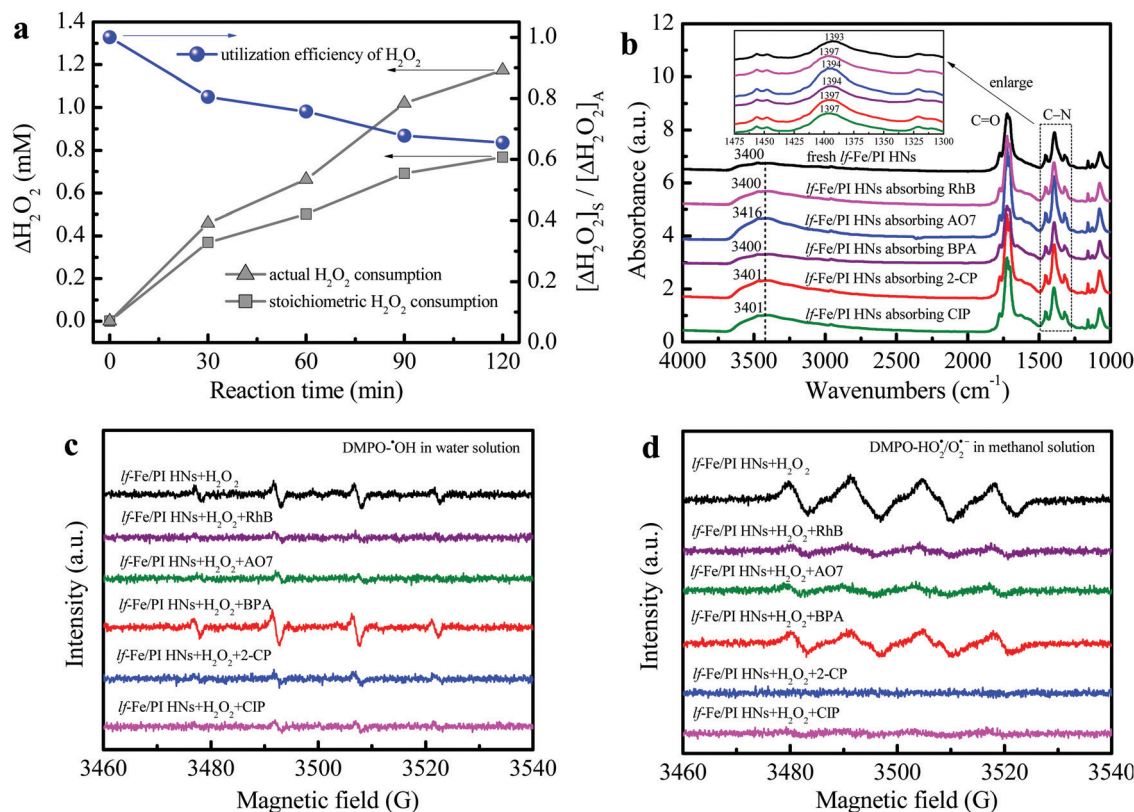 a
utilization efficiency of H₂O₂
actual H₂O₂ consumption
stoichiometric H₂O₂ consumption
ΔH₂O₂ (mM)
1.4
1.2
1.0
0.8
0.6
0.4
0.2
0.0
[ΔH₂O₂]S / [ΔH₂O₂]A
1.0
0.8
0.6
0.4
0.2
0.0
0 30 60 90 120
Reaction time (min)
b
Absorbance (a.u.)
12
10
8
6
4
2
0
1393
1397
1394
1394
1397
1397
1475 1450 1425 1400 1375 1350 1325 1300
enlarge
C=O
C–N
fresh lf-Fe/PI HNs
3400
lf-Fe/PI HNs absorbing RhB
3400
lf-Fe/PI HNs absorbing AO7
3416
lf-Fe/PI HNs absorbing BPA
3400
lf-Fe/PI HNs absorbing 2-CP
3401
lf-Fe/PI HNs absorbing CIP
3401
4000 3500 3000 2500 2000 1500 1000
Wavenumbers (cm⁻¹)
c
DMPO-•OH in water solution
Intensity (a.u.)
lf-Fe/PI HNs+H₂O₂
lf-Fe/PI HNs+H₂O₂+RhB
lf-Fe/PI HNs+H₂O₂+AO7
lf-Fe/PI HNs+H₂O₂+BPA
lf-Fe/PI HNs+H₂O₂+2-CP
lf-Fe/PI HNs+H₂O₂+CIP
3460 3480 3500 3520 3540
Magnetic field (G)
d
DMPO-HO₂•/O₂•⁻ in methanol solution
Intensity (a.u.)
lf-Fe/PI HNs+H₂O₂
lf-Fe/PI HNs+H₂O₂+RhB
lf-Fe/PI HNs+H₂O₂+AO7
lf-Fe/PI HNs+H₂O₂+BPA
lf-Fe/PI HNs+H₂O₂+2-CP
lf-Fe/PI HNs+H₂O₂+CIP
3460 3480 3500 3520 3540
Magnetic field (G)